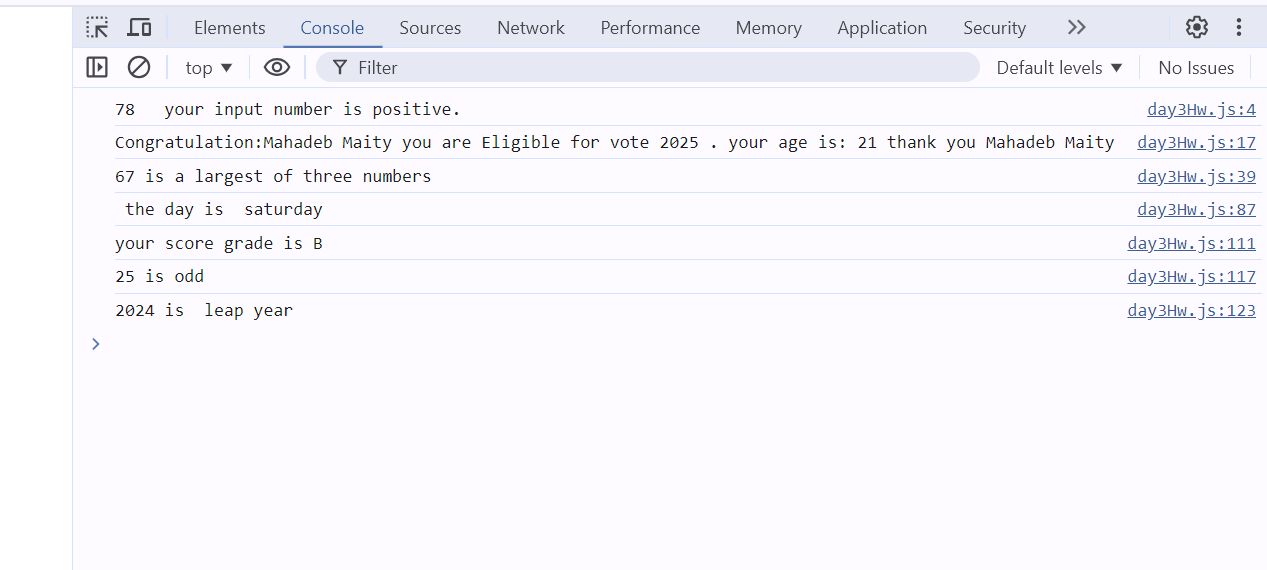 Elements Console Sources Network Performance Memory Application Security
top Filter Default levels No Issues
78   your input number is positive. day3Hw.js:4
Congratulation:Mahadeb Maity you are Eligible for vote 2025 . your age is: 21 thank you Mahadeb Maity day3Hw.js:17
67 is a largest of three numbers day3Hw.js:39
the day is  saturday day3Hw.js:87
your score grade is B day3Hw.js:111
25 is odd day3Hw.js:117
2024 is  leap year day3Hw.js:123